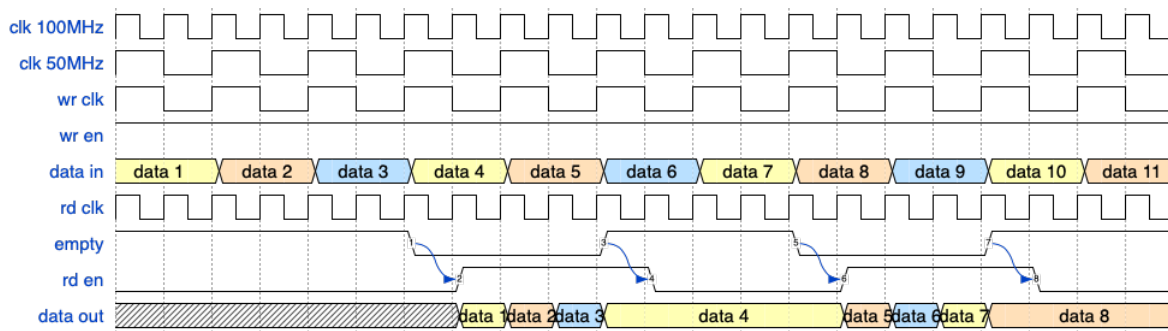 clk 100MHz
clk 50MHz
wr clk
wr en
data in data 1 data 2 data 3 data 4 data 5 data 6 data 7 data 8 data 9 data 10 data 11
rd clk
empty 1 3 5 7
rd en 2 4 6 8
data out data 1 data 2 data 3 data 4 data 5 data 6 data 7 data 8